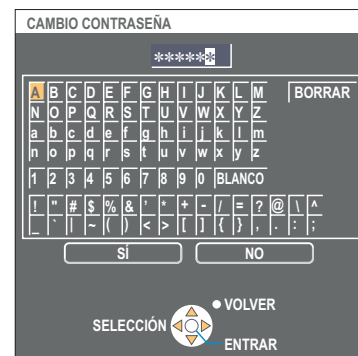 CAMBIO CONTRASEÑA
******
A B C D E F G H I J K L M BORRAR
N O P Q R S T U V W X Y Z
a b c d e f g h i j k l m
n o p q r s t u v w x y z
1 2 3 4 5 6 7 8 9 0 BLANCO
! " # $ % & ' * + - / = ? @ \ ^
_ ` | ~ ( ) < > [ ] { } , . : ;
SÍ NO
VOLVER
SELECCIÓN
ENTRAR